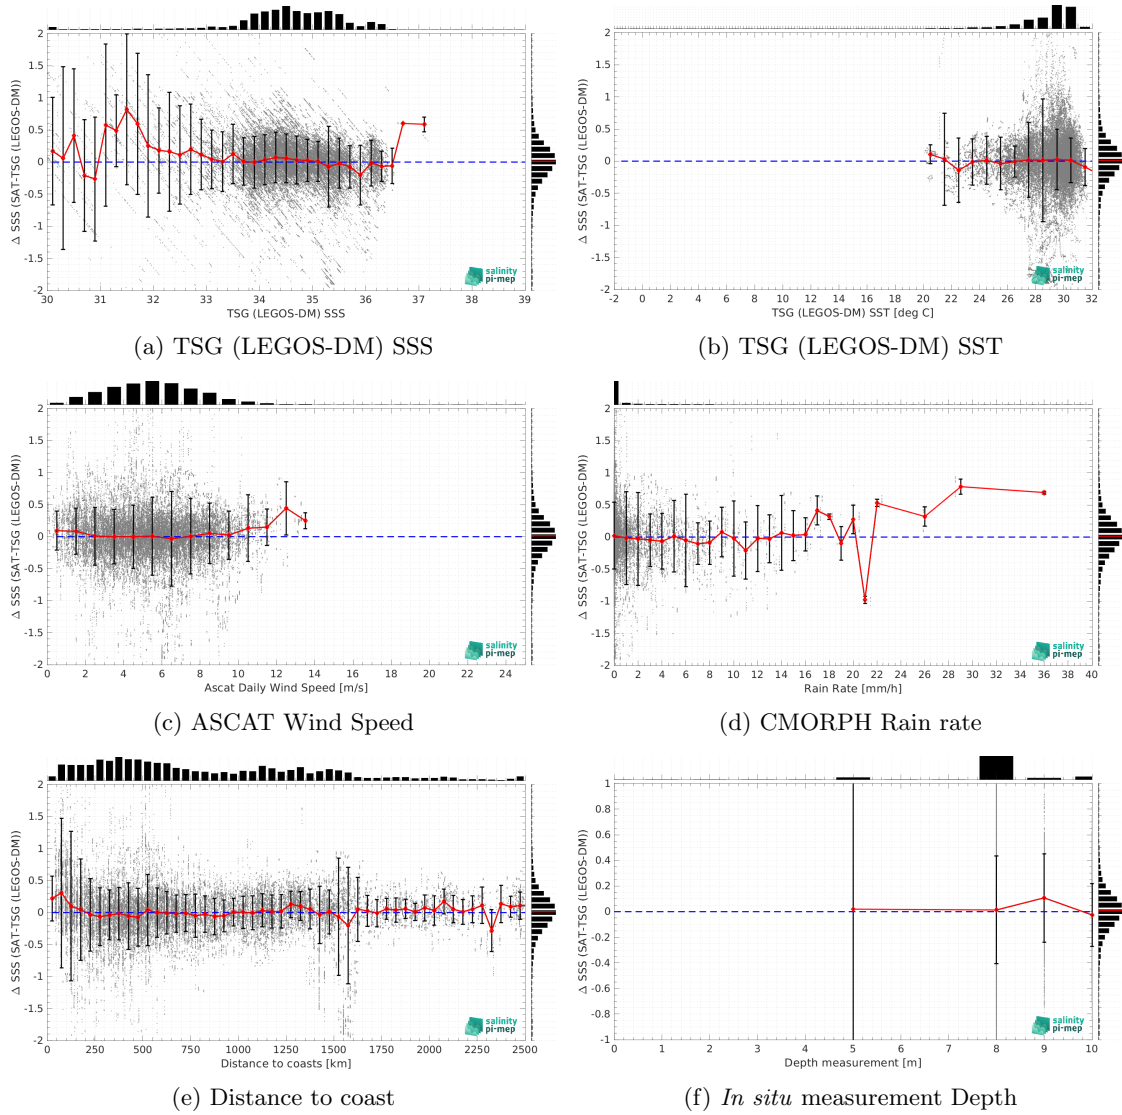 2
1.5
1
0.5
0
-0.5
-1
-1.5
-2
Δ SSS (SAT-TSG (LEGOS-DM))
30 31 32 33 34 35 36 37 38 39
TSG (LEGOS-DM) SSS
salinity
pi-mep
(a) TSG (LEGOS-DM) SSS
2
1.5
1
0.5
0
-0.5
-1
-1.5
-2
Δ SSS (SAT-TSG (LEGOS-DM))
-2 0 2 4 6 8 10 12 14 16 18 20 22 24 26 28 30 32
TSG (LEGOS-DM) SST [deg C]
salinity
pi-mep
(b) TSG (LEGOS-DM) SST
2
1.5
1
0.5
0
-0.5
-1
-1.5
-2
Δ SSS (SAT-TSG (LEGOS-DM))
0 2 4 6 8 10 12 14 16 18 20 22 24
Ascat Daily Wind Speed [m/s]
salinity
pi-mep
(c) ASCAT Wind Speed
2
1.5
1
0.5
0
-0.5
-1
-1.5
-2
Δ SSS (SAT-TSG (LEGOS-DM))
0 2 4 6 8 10 12 14 16 18 20 22 24 26 28 30 32 34 36 38 40
Rain Rate [mm/h]
salinity
pi-mep
(d) CMORPH Rain rate
2
1.5
1
0.5
0
-0.5
-1
-1.5
-2
Δ SSS (SAT-TSG (LEGOS-DM))
0 250 500 750 1000 1250 1500 1750 2000 2250 2500
Distance to coasts [km]
salinity
pi-mep
(e) Distance to coast
1
0.8
0.6
0.4
0.2
0
-0.2
-0.4
-0.6
-0.8
-1
Δ SSS (SAT-TSG (LEGOS-DM))
0 1 2 3 4 5 6 7 8 9 10
Depth measurement [m]
salinity
pi-mep
(f) In situ measurement Depth